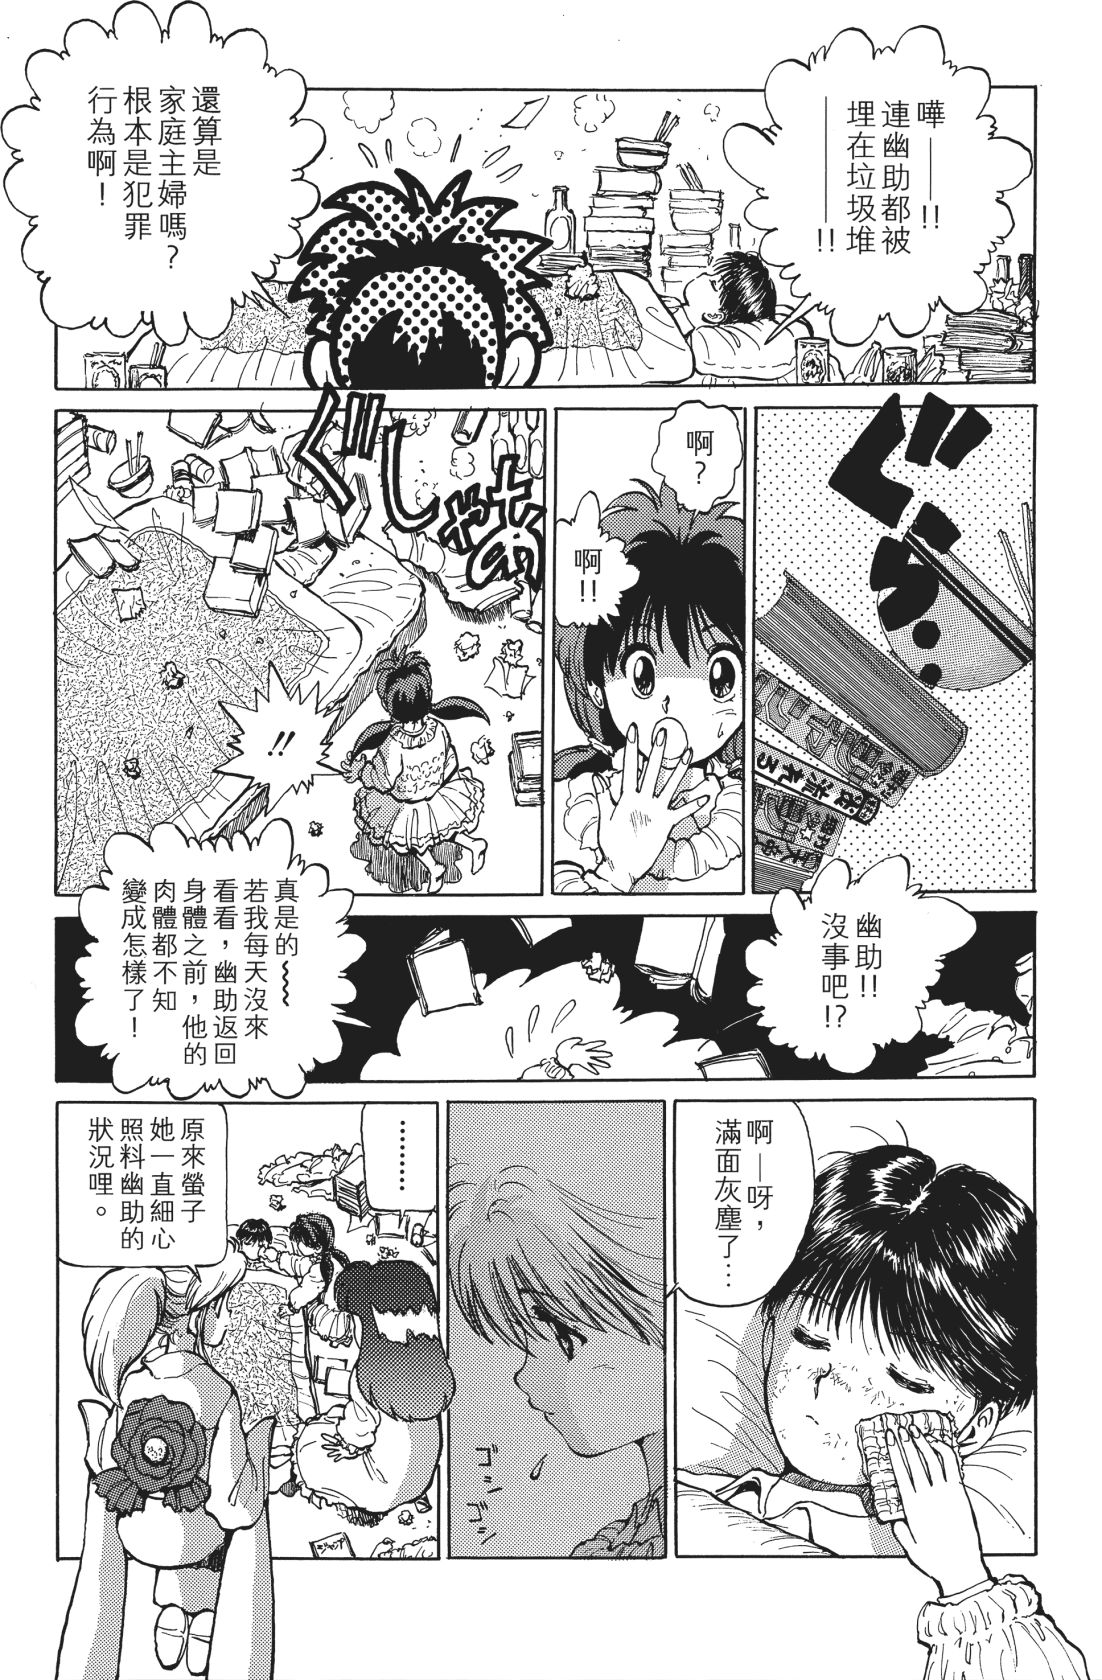 嘩——!!
連幽助都被
埋在垃圾堆
——!!
還算是
家庭主婦嗎?
根本是犯罪
行為啊!
ぐらっ
啊?
啊!!
ぐしゃあ
!!
幽助!!
沒事吧!?
真是的~~
若我每天沒來
看看,幽助返回
身體之前,他的
肉體都不知
變成怎樣了!
啊—呀,
滿面灰塵了…
ゴシ
ゴシ
………
原來螢子
她一直細心
照料幽助的
狀況哩。
ジャンプ